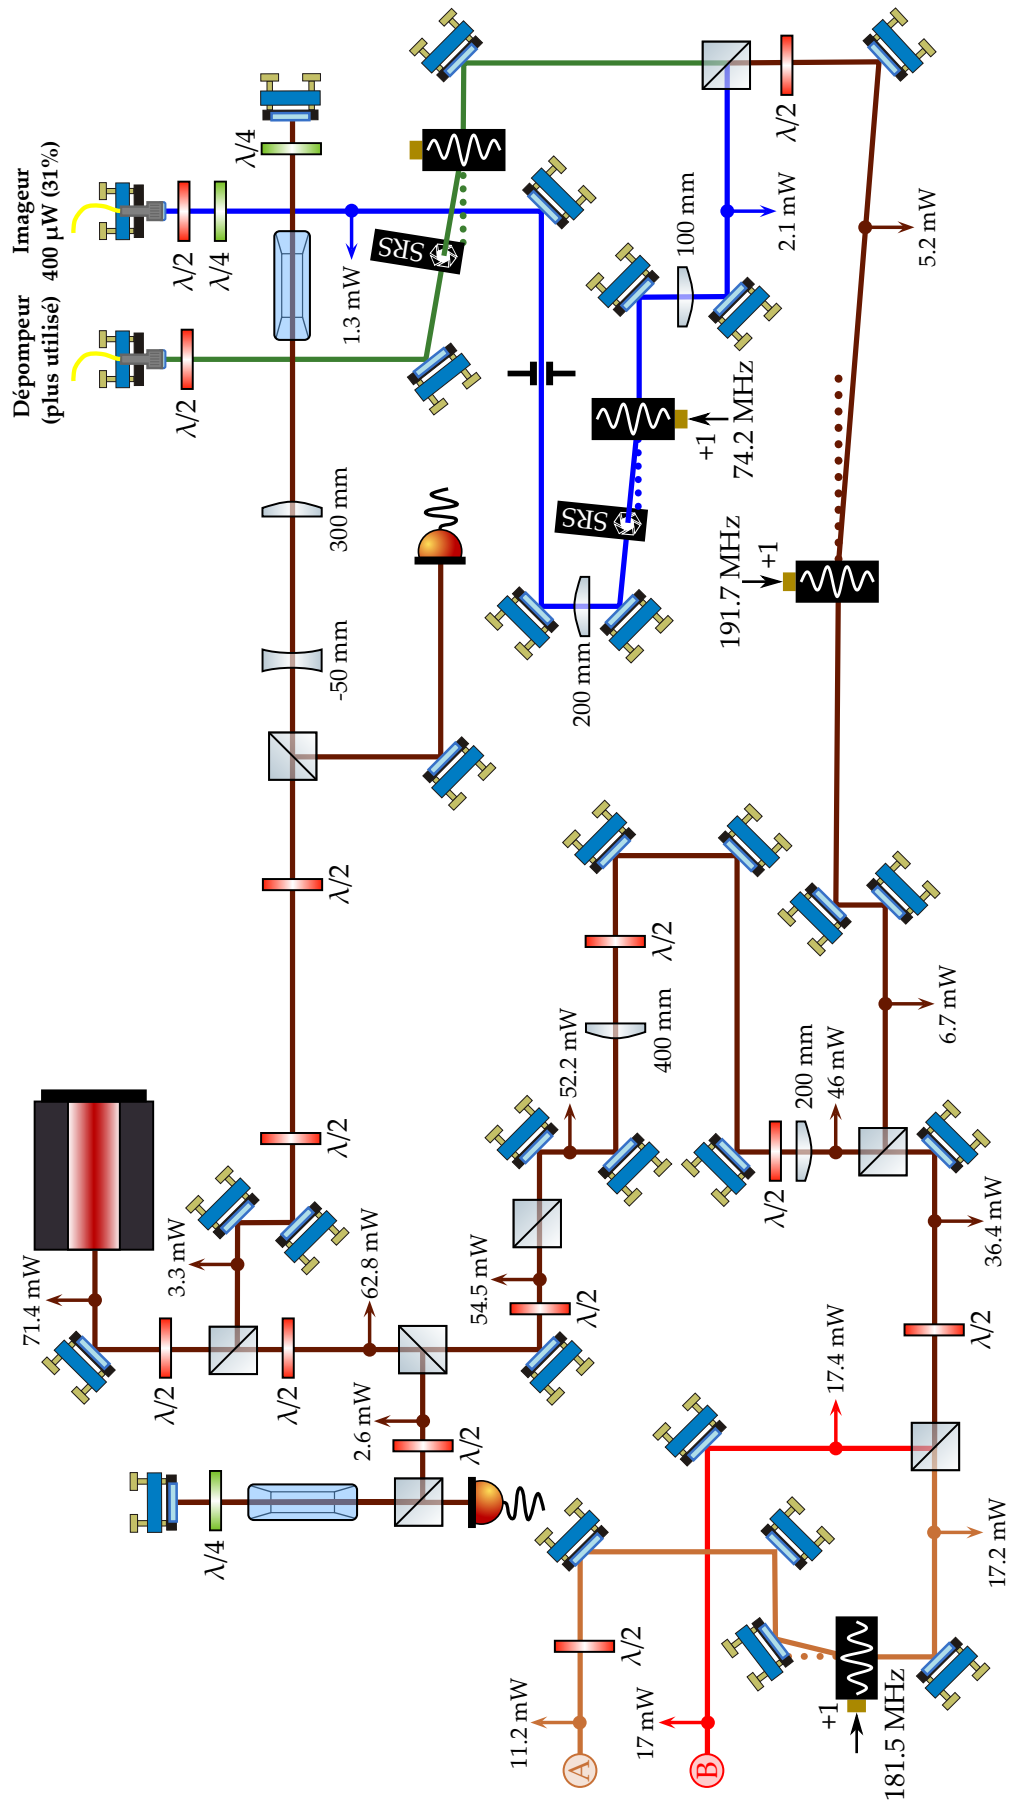 Dépompeur
(plus utilisé)
Imageur
400 µW (31%)
λ/2
λ/2
λ/4
λ/4
1.3 mW
SRS
300 mm
-50 mm
λ/2
λ/2
71.4 mW
3.3 mW
λ/2
λ/2
62.8 mW
2.6 mW
λ/2
λ/4
54.5 mW
λ/2
52.2 mW
400 mm
λ/2
200 mm
SRS
+1
74.2 MHz
100 mm
2.1 mW
λ/2
5.2 mW
191.7 MHz
+1
6.7 mW
46 mW
200 mm
λ/2
36.4 mW
λ/2
17.4 mW
17.2 mW
+1
181.5 MHz
λ/2
11.2 mW
17 mW
A
B